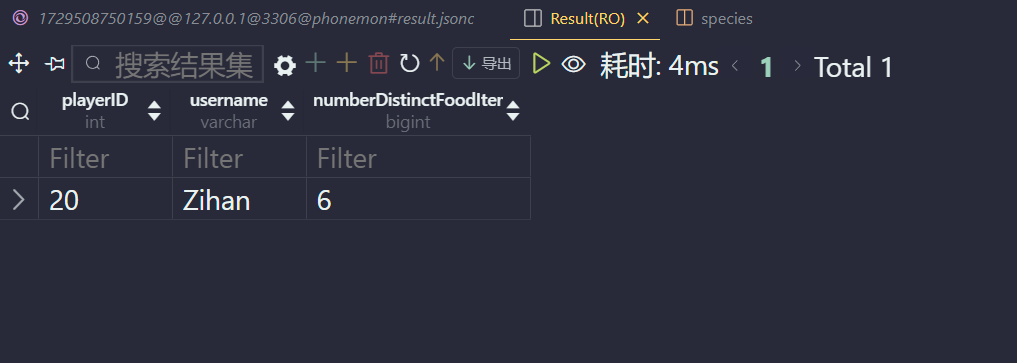 1729508750159@@127.0.0.1@3306@phonemon#result.jsonc Result(RO) species
搜索结果集 导出 耗时: 4ms 1 Total 1
playerID username numberDistinctFoodIter
int varchar bigint
Filter Filter Filter
20 Zihan 6